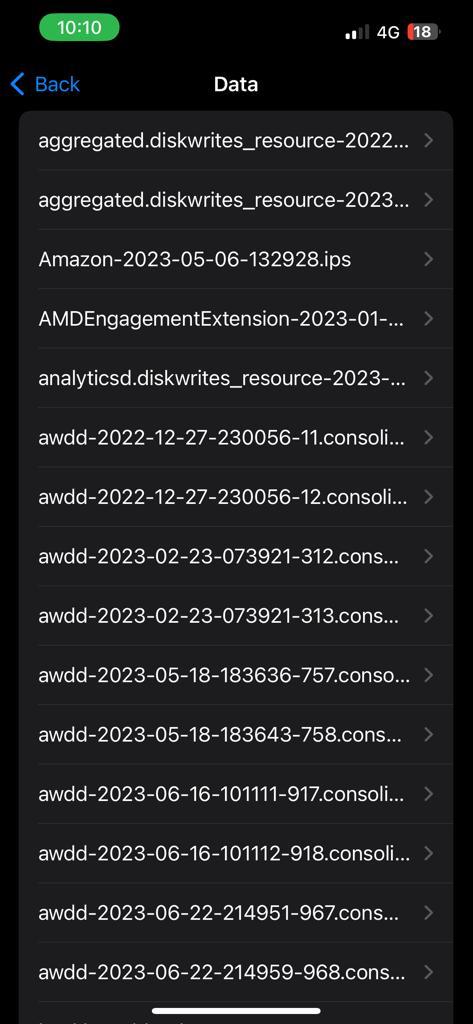 10:10
4G
18
Back
Data
aggregated.diskwrites_resource-2022...
aggregated.diskwrites_resource-2023...
Amazon-2023-05-06-132928.ips
AMDEngagementExtension-2023-01-...
analyticsd.diskwrites_resource-2023-...
awdd-2022-12-27-230056-11.consoli...
awdd-2022-12-27-230056-12.consoli...
awdd-2023-02-23-073921-312.cons...
awdd-2023-02-23-073921-313.cons...
awdd-2023-05-18-183636-757.conso...
awdd-2023-05-18-183643-758.cons...
awdd-2023-06-16-101111-917.consoli...
awdd-2023-06-16-101112-918.consoli...
awdd-2023-06-22-214951-967.cons...
awdd-2023-06-22-214959-968.cons...